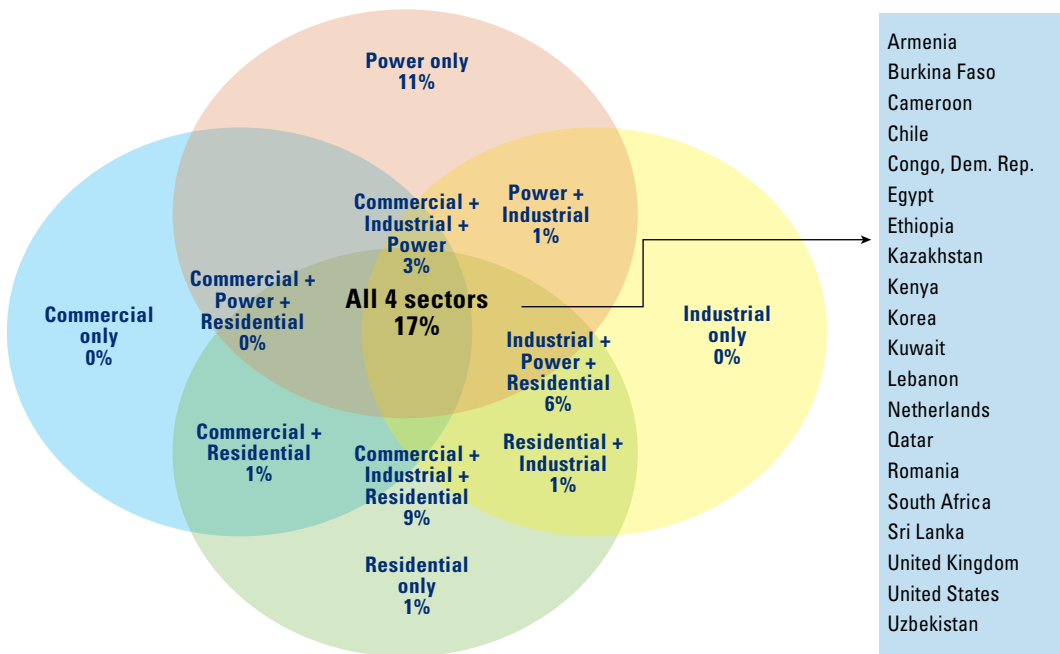 Power only
11%
Commercial +
Industrial +
Power
3%
Power +
Industrial
1%
Commercial +
Power +
Residential
0%
All 4 sectors
17%
Commercial
only
0%
Industrial
only
0%
Industrial +
Power +
Residential
6%
Commercial +
Residential
1%
Commercial +
Industrial +
Residential
9%
Residential +
Industrial
1%
Residential
only
1%
Armenia
Burkina Faso
Cameroon
Chile
Congo, Dem. Rep.
Egypt
Ethiopia
Kazakhstan
Kenya
Korea
Kuwait
Lebanon
Netherlands
Qatar
Romania
South Africa
Sri Lanka
United Kingdom
United States
Uzbekistan